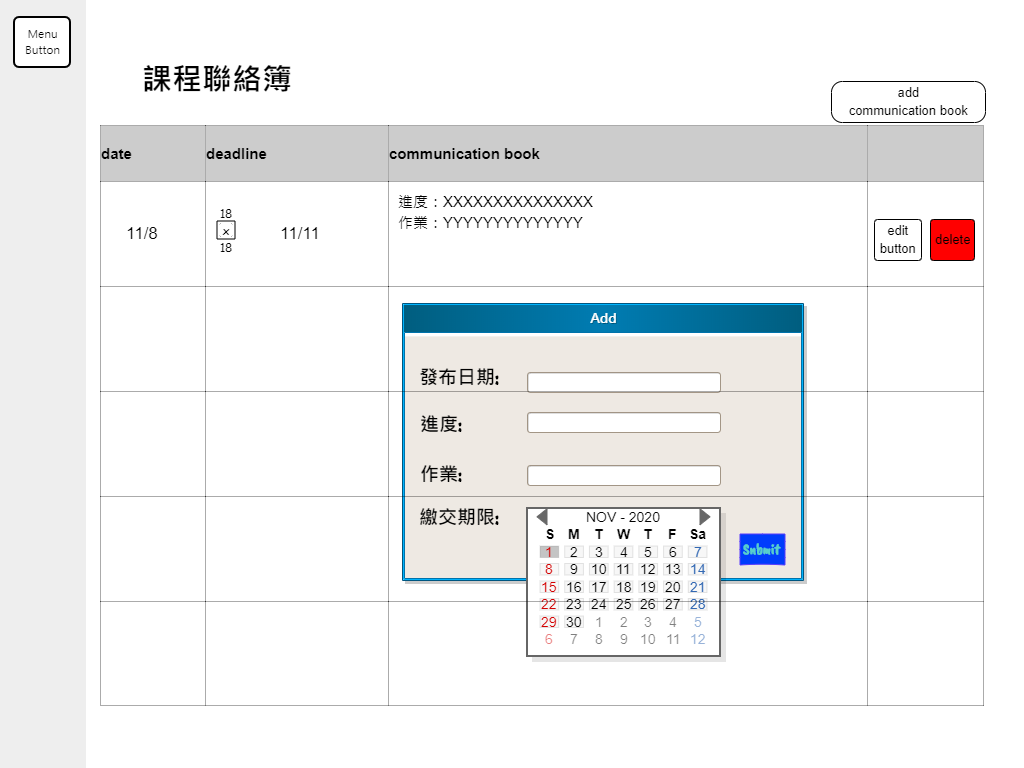 Menu
Button
課程聯絡簿
add
communication book
date deadline communication book
進度：XXXXXXXXXXXXXXX
作業：YYYYYYYYYYYYYY
11/8
18
x
18
11/11
edit
button
delete
Add
發布日期:
進度:
作業:
繳交期限:
NOV - 2020
S M T W T F Sa
1 2 3 4 5 6 7
8 9 10 11 12 13 14
15 16 17 18 19 20 21
22 23 24 25 26 27 28
29 30 1 2 3 4 5
6 7 8 9 10 11 12
Submit